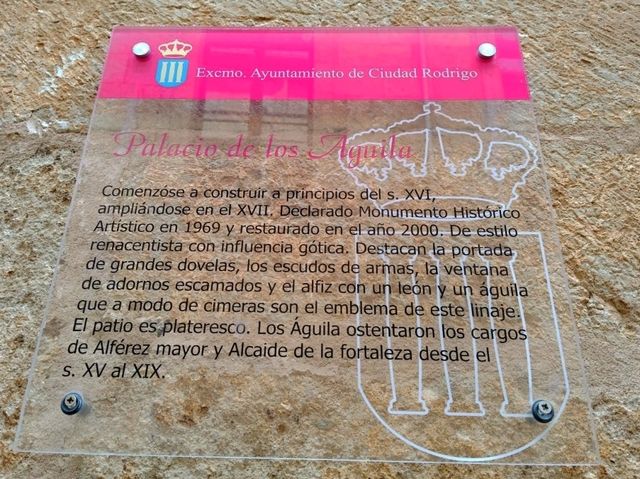 Excmo. Ayuntamiento de Ciudad Rodrigo
Palacio de los Aguila
Comenzóse a construir a principios del s. XVI,
ampliándose en el XVII. Declarado Monumento Histórico
Artístico en 1969 y restaurado en el año 2000. De estilo
renacentista con influencia gótica. Destacan la portada
de grandes dovelas, los escudos de armas, la ventana
de adornos escamados y el alfiz con un león y un águila
que a modo de cimeras son el emblema de este linaje.
El patio es plateresco. Los Águila ostentaron los cargos
de Alférez mayor y Alcaide de la fortaleza desde el
s. XV al XIX.